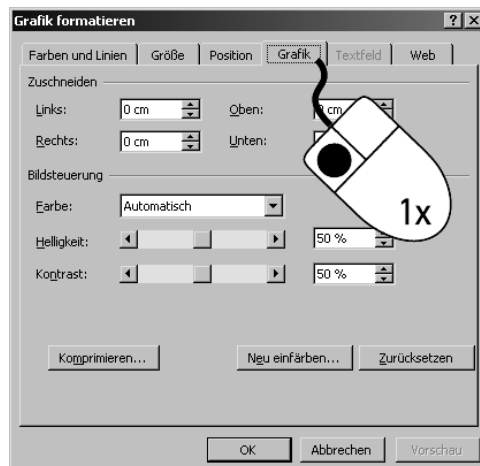 Grafik formatieren
Farben und Linien Größe Position Grafik Textfeld Web
Zuschneiden
Links: 0 cm Oben: cm
Rechts: 0 cm Unten:
Bildsteuerung
Farbe: Automatisch
1x
Helligkeit: 50 %
Kontrast: 50 %
Komprimieren... Neu einfärben... Zurücksetzen
OK Abbrechen Vorschau